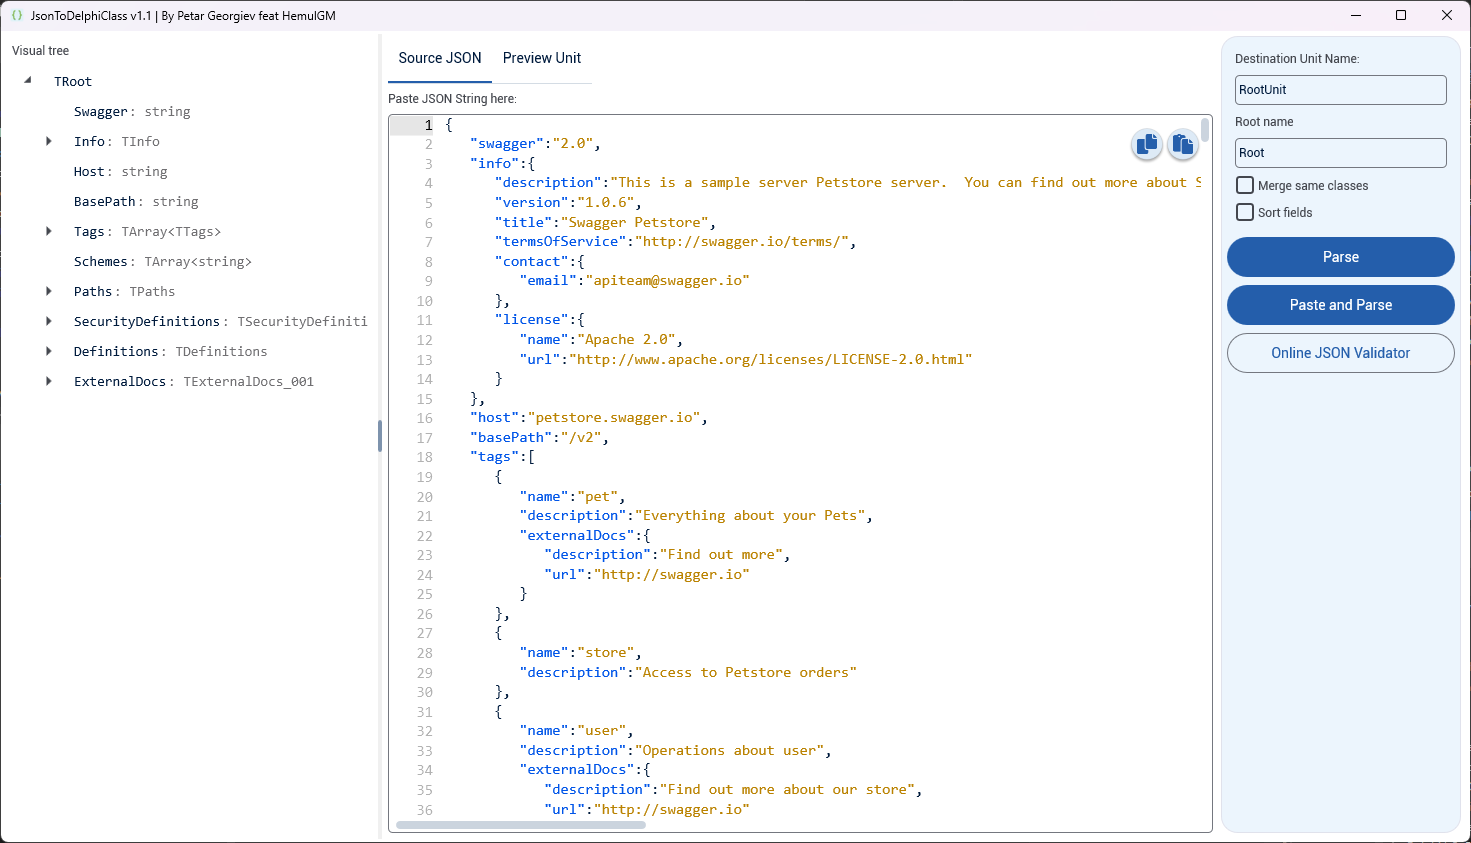 JsonToDelphiClass v1.1 | By Petar Georgiev feat HemulGM
Visual tree
TRoot
Swagger: string
Info: TInfo
Host: string
BasePath: string
Tags: TArray<TTags>
Schemes: TArray<string>
Paths: TPaths
SecurityDefinitions: TSecurityDefiniti
Definitions: TDefinitions
ExternalDocs: TExternalDocs_001
Source JSON Preview Unit
Paste JSON String here:
1 {
2 "swagger":"2.0",
3 "info":{
4 "description":"This is a sample server Petstore server.  You can find out more about S
5 "version":"1.0.6",
6 "title":"Swagger Petstore",
7 "termsOfService":"http://swagger.io/terms/",
8 "contact":{
9 "email":"apiteam@swagger.io"
10 },
11 "license":{
12 "name":"Apache 2.0",
13 "url":"http://www.apache.org/licenses/LICENSE-2.0.html"
14 }
15 },
16 "host":"petstore.swagger.io",
17 "basePath":"/v2",
18 "tags":[
19 {
20 "name":"pet",
21 "description":"Everything about your Pets",
22 "externalDocs":{
23 "description":"Find out more",
24 "url":"http://swagger.io"
25 }
26 },
27 {
28 "name":"store",
29 "description":"Access to Petstore orders"
30 },
31 {
32 "name":"user",
33 "description":"Operations about user",
34 "externalDocs":{
35 "description":"Find out more about our store",
36 "url":"http://swagger.io"
Destination Unit Name:
RootUnit
Root name
Root
Merge same classes
Sort fields
Parse
Paste and Parse
Online JSON Validator